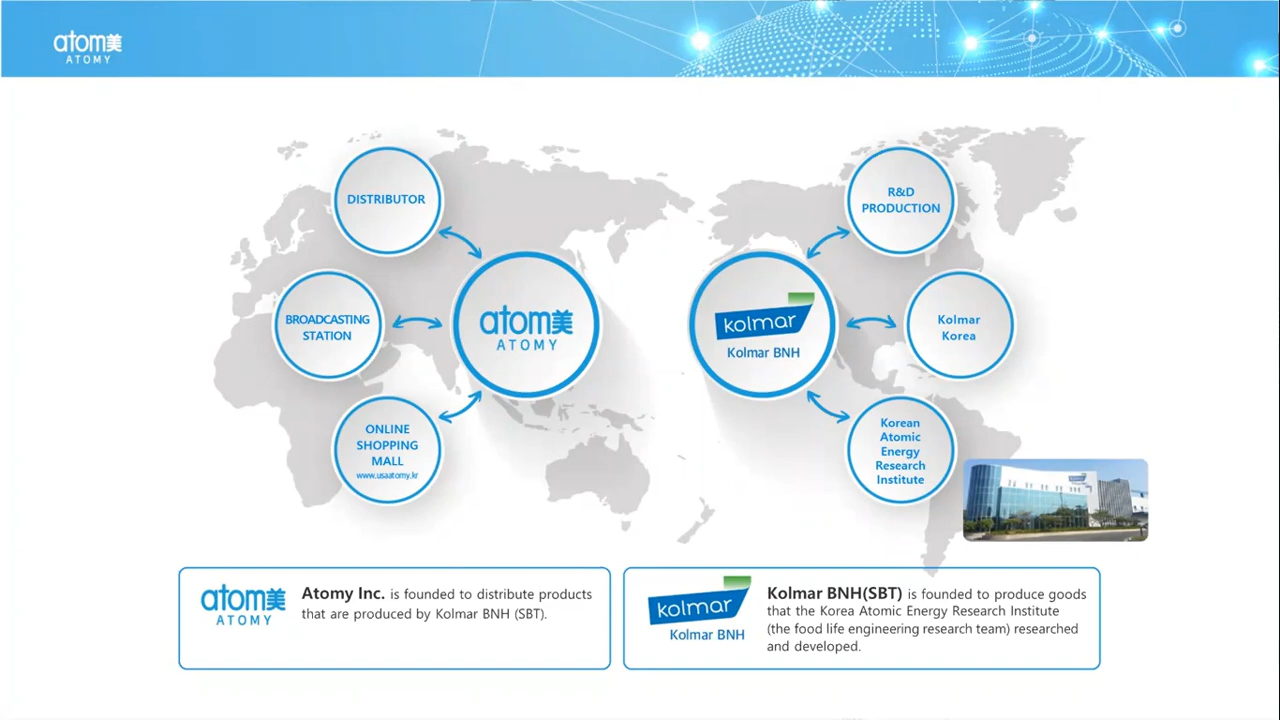 atom美
ATOMY
DISTRIBUTOR
BROADCASTING
STATION
ONLINE
SHOPPING
MALL
www.usaatomy.kr
atom美
ATOMY
kolmar
Kolmar BNH
R&D
PRODUCTION
Kolmar
Korea
Korean
Atomic
Energy
Research
Institute
atom美
ATOMY
Atomy Inc. is founded to distribute products
that are produced by Kolmar BNH (SBT).
kolmar
Kolmar BNH
Kolmar BNH(SBT) is founded to produce goods
that the Korea Atomic Energy Research Institute
(the food life engineering research team) researched
and developed.